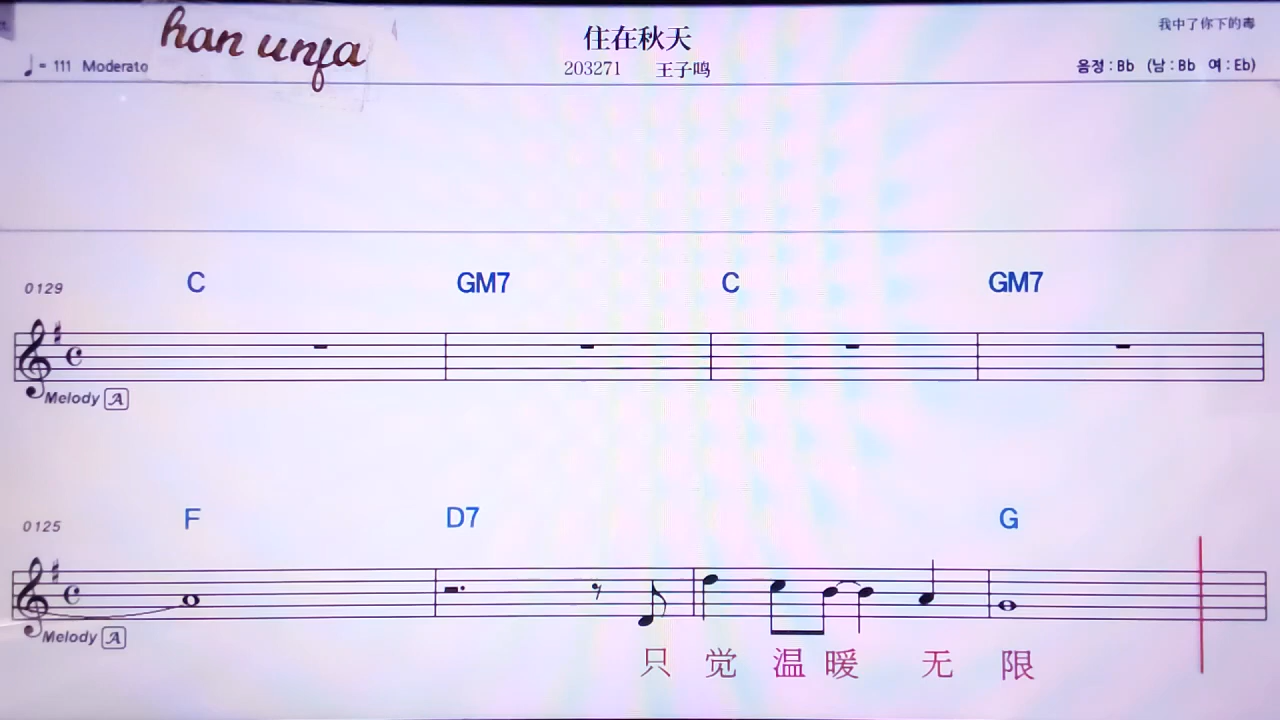 han unfa
住在秋天
我中了你下的毒
♩ = 111 Moderato
203271 王子鸣
음정 : Bb (남 : Bb 여 : Eb)
0129 C GM7 C GM7
Melody A
0125 F D7 G
Melody A
只 觉 温 暖 无 限